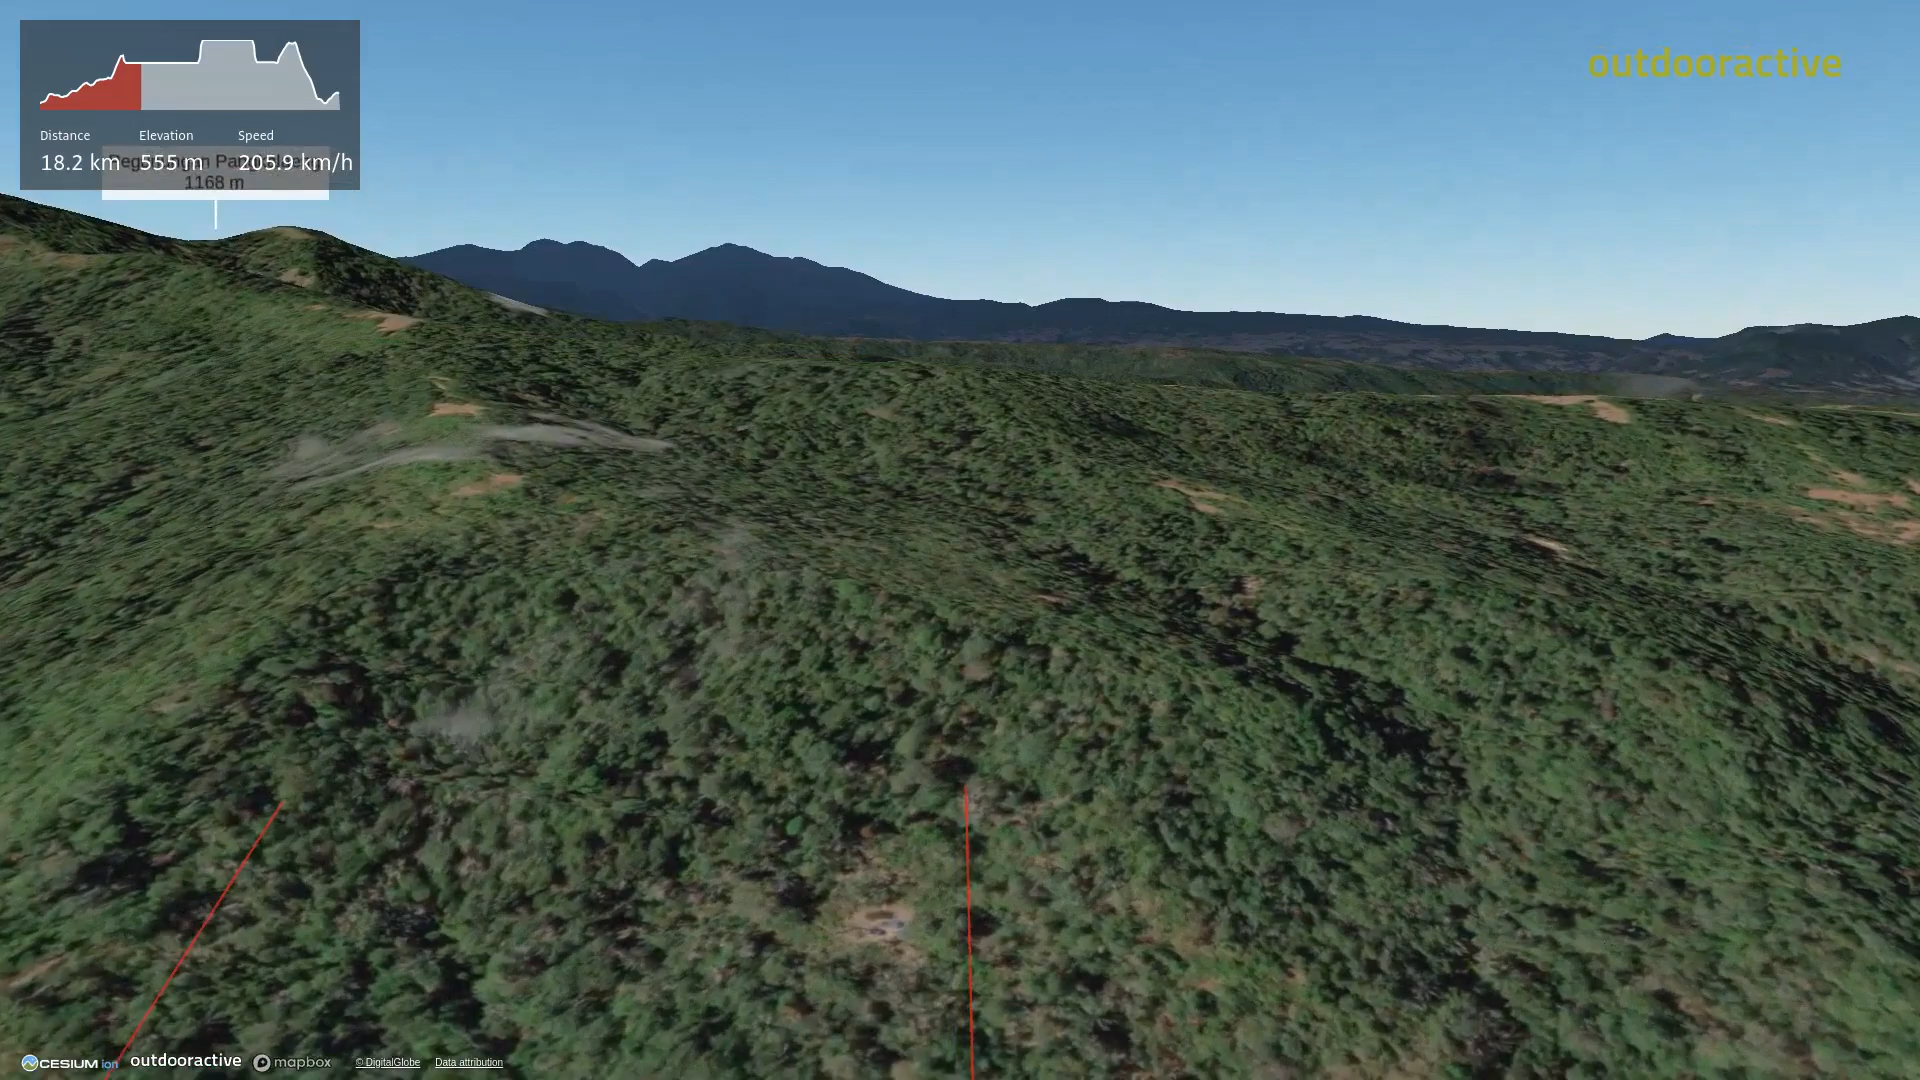 outdooractive
Distance Elevation Speed
18.2 km 555 m 205.9 km/h
1168 m
CESIUM ion outdooractive mapbox © DigitalGlobe Data attribution